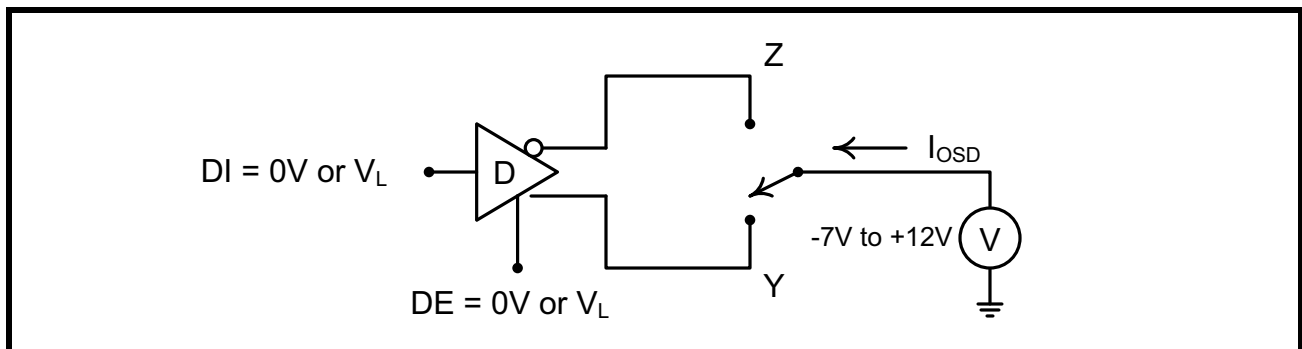 Z
I_OSD
DI = 0V or V_L
D
-7V to +12V
V
Y
DE = 0V or V_L